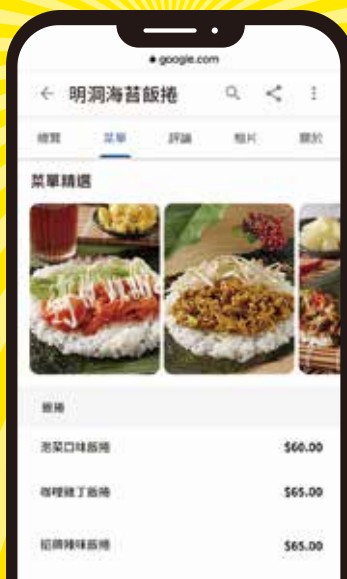 google.com
明洞海苔飯捲
總覽 菜單 評論 相片 關於
菜單精選
飯捲
泡菜口味飯捲 $60.00
咖哩雞丁飯捲 $65.00
招牌辣味飯捲 $65.00